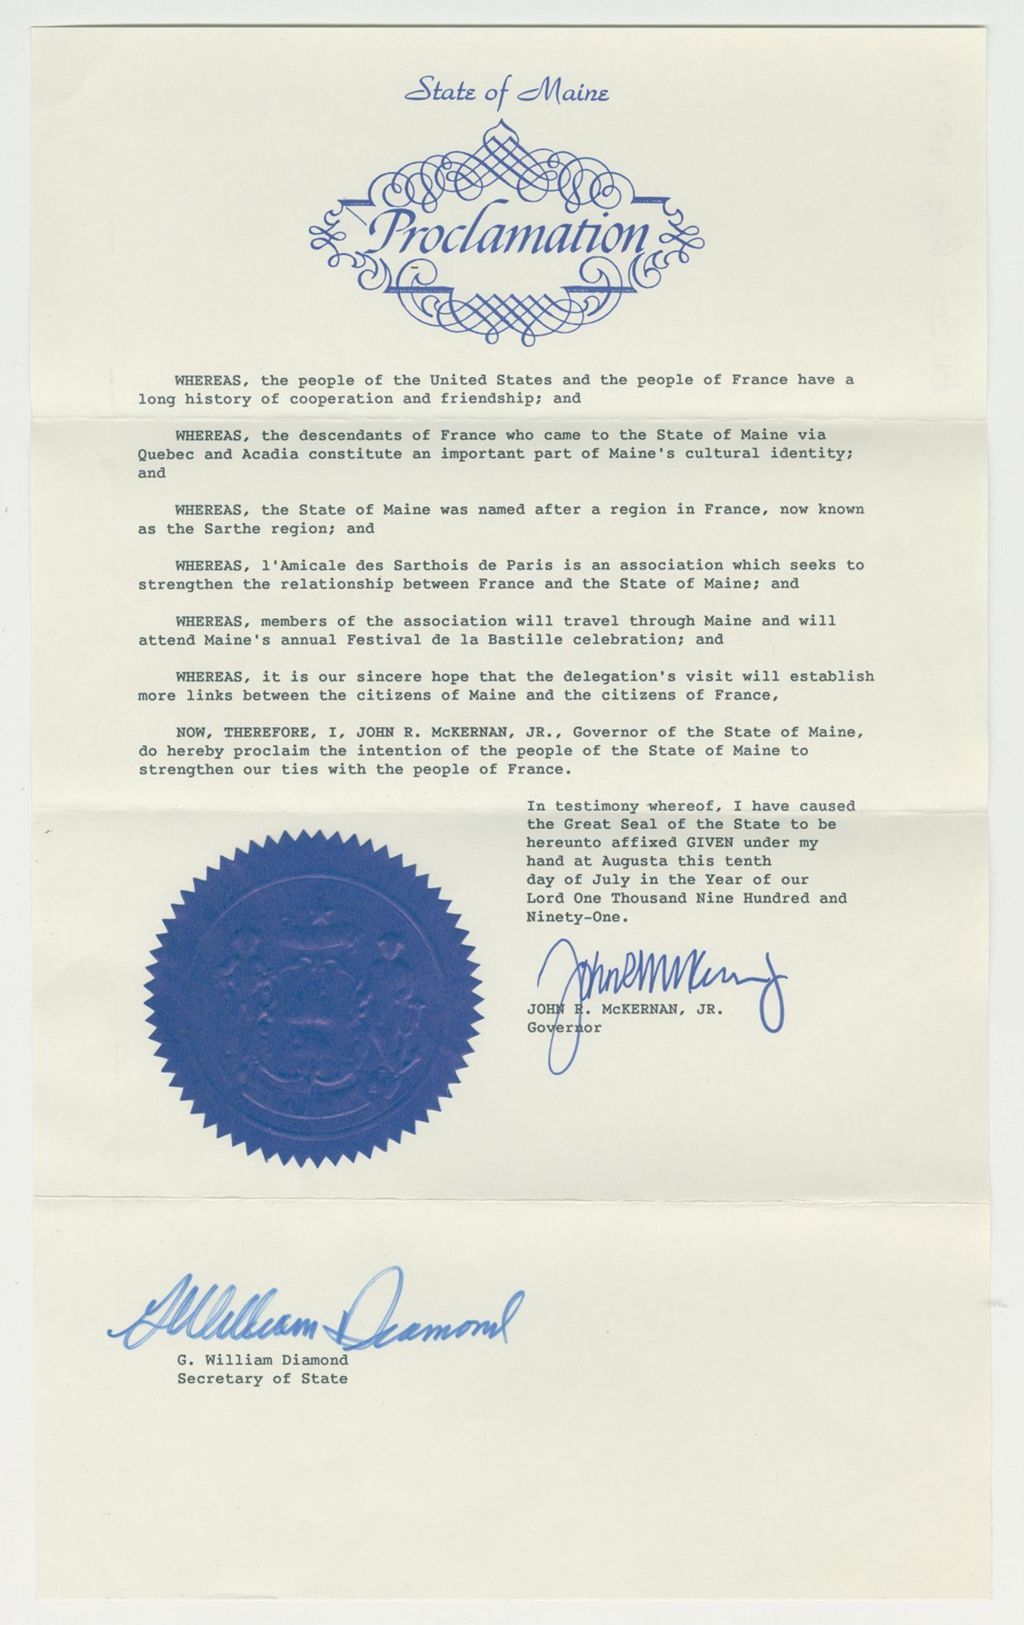 State of Maine
Proclamation
WHEREAS, the people of the United States and the people of France have a
long history of cooperation and friendship; and
WHEREAS, the descendants of France who came to the State of Maine via
Quebec and Acadia constitute an important part of Maine's cultural identity;
and
WHEREAS, the State of Maine was named after a region in France, now known
as the Sarthe region; and
WHEREAS, l'Amicale des Sarthois de Paris is an association which seeks to
strengthen the relationship between France and the State of Maine; and
WHEREAS, members of the association will travel through Maine and will
attend Maine's annual Festival de la Bastille celebration; and
WHEREAS, it is our sincere hope that the delegation's visit will establish
more links between the citizens of Maine and the citizens of France,
NOW, THEREFORE, I, JOHN R. McKERNAN, JR., Governor of the State of Maine,
do hereby proclaim the intention of the people of the State of Maine to
strengthen our ties with the people of France.
In testimony whereof, I have caused
the Great Seal of the State to be
hereunto affixed GIVEN under my
hand at Augusta this tenth
day of July in the Year of our
Lord One Thousand Nine Hundred and
Ninety-One.
John R McKernan Jr
JOHN R. McKERNAN, JR.
Governor
G William Diamond
G. William Diamond
Secretary of State